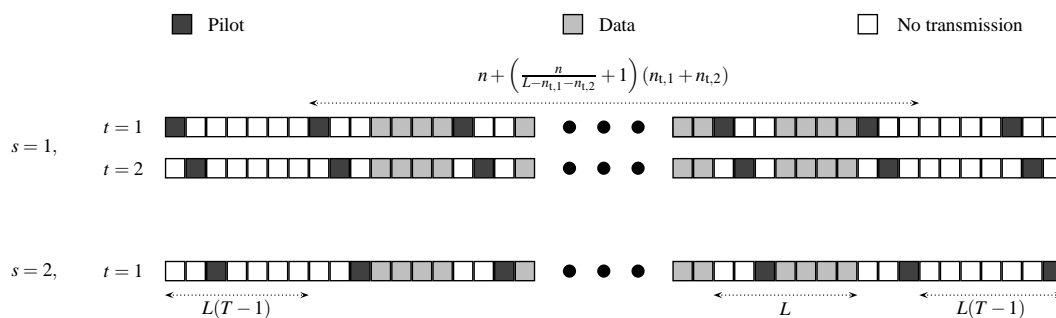 Pilot Data No transmission
n + (n/(L−n_{t,1}−n_{t,2}) + 1) (n_{t,1} + n_{t,2})
s = 1, t = 1
t = 2
s = 2, t = 1
L(T − 1) L L(T − 1)